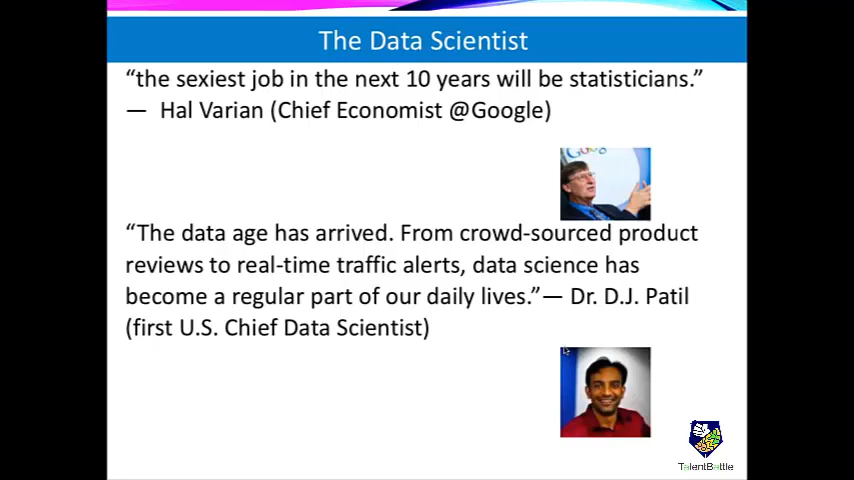 The Data Scientist
“the sexiest job in the next 10 years will be statisticians.”
— Hal Varian (Chief Economist @Google)
Google
“The data age has arrived. From crowd-sourced product
reviews to real-time traffic alerts, data science has
become a regular part of our daily lives.”— Dr. D.J. Patil
(first U.S. Chief Data Scientist)
TalentBattle